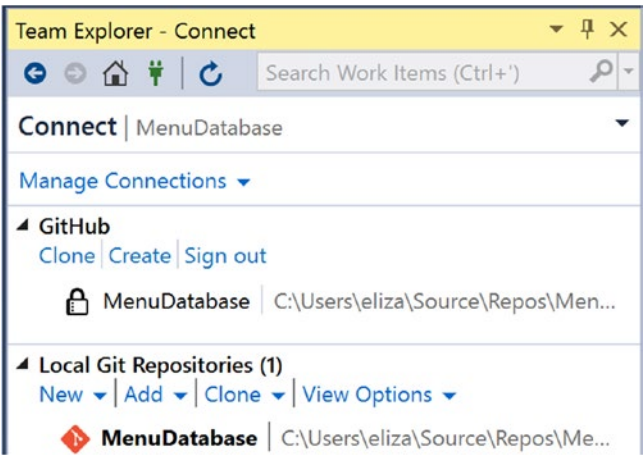 Team Explorer - Connect
Search Work Items (Ctrl+')
Connect | MenuDatabase
Manage Connections
GitHub
Clone | Create | Sign out
MenuDatabase | C:\Users\eliza\Source\Repos\Men...
Local Git Repositories (1)
New | Add | Clone | View Options
MenuDatabase | C:\Users\eliza\Source\Repos\Me...